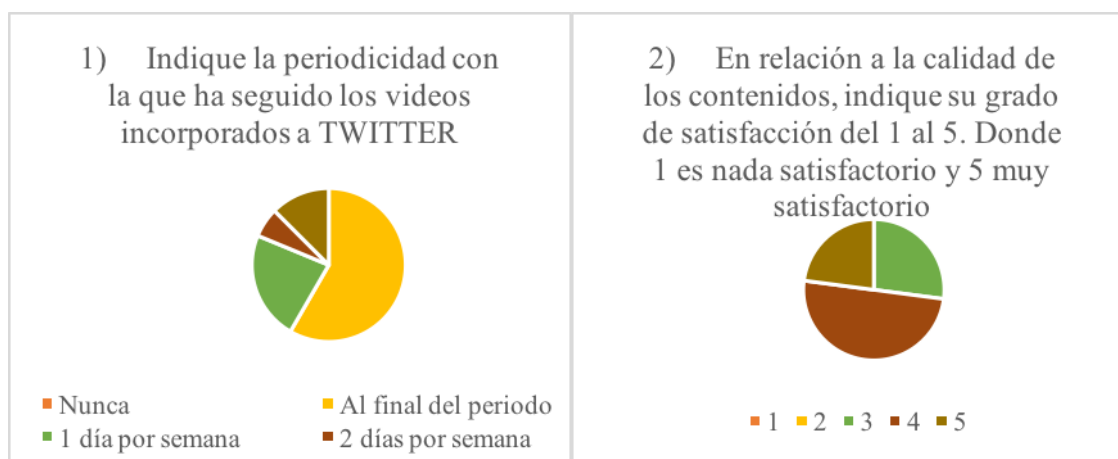 1) Indique la periodicidad con
la que ha seguido los videos
incorporados a TWITTER
Nunca
Al final del periodo
1 día por semana
2 días por semana
2) En relación a la calidad de
los contenidos, indique su grado
de satisfacción del 1 al 5. Donde
1 es nada satisfactorio y 5 muy
satisfactorio
1 2 3 4 5